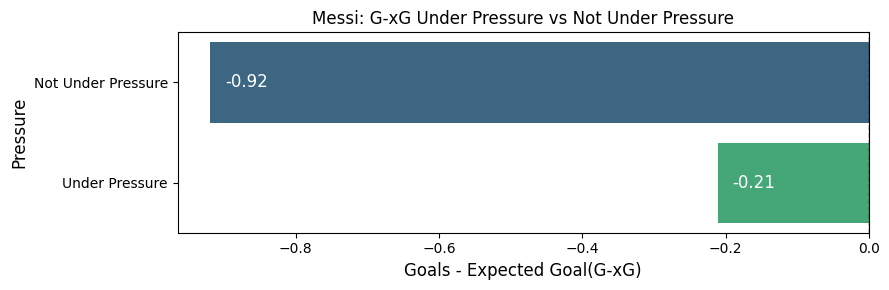 Messi: G-xG Under Pressure vs Not Under Pressure
Pressure
Not Under Pressure
-0.92
Under Pressure
-0.21
−0.8
−0.6
−0.4
−0.2
0.0
Goals - Expected Goal(G-xG)